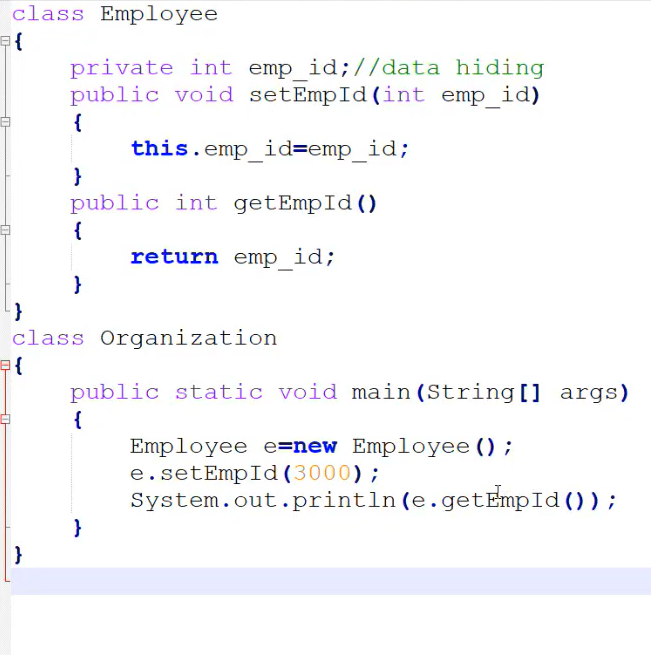 class Employee
{
private int emp_id;//data hiding
public void setEmpId(int emp_id)
{
this.emp_id=emp_id;
}
public int getEmpId()
{
return emp_id;
}
}
class Organization
{
public static void main(String[] args)
{
Employee e=new Employee();
e.setEmpId(3000);
System.out.println(e.getEmpId());
}
}